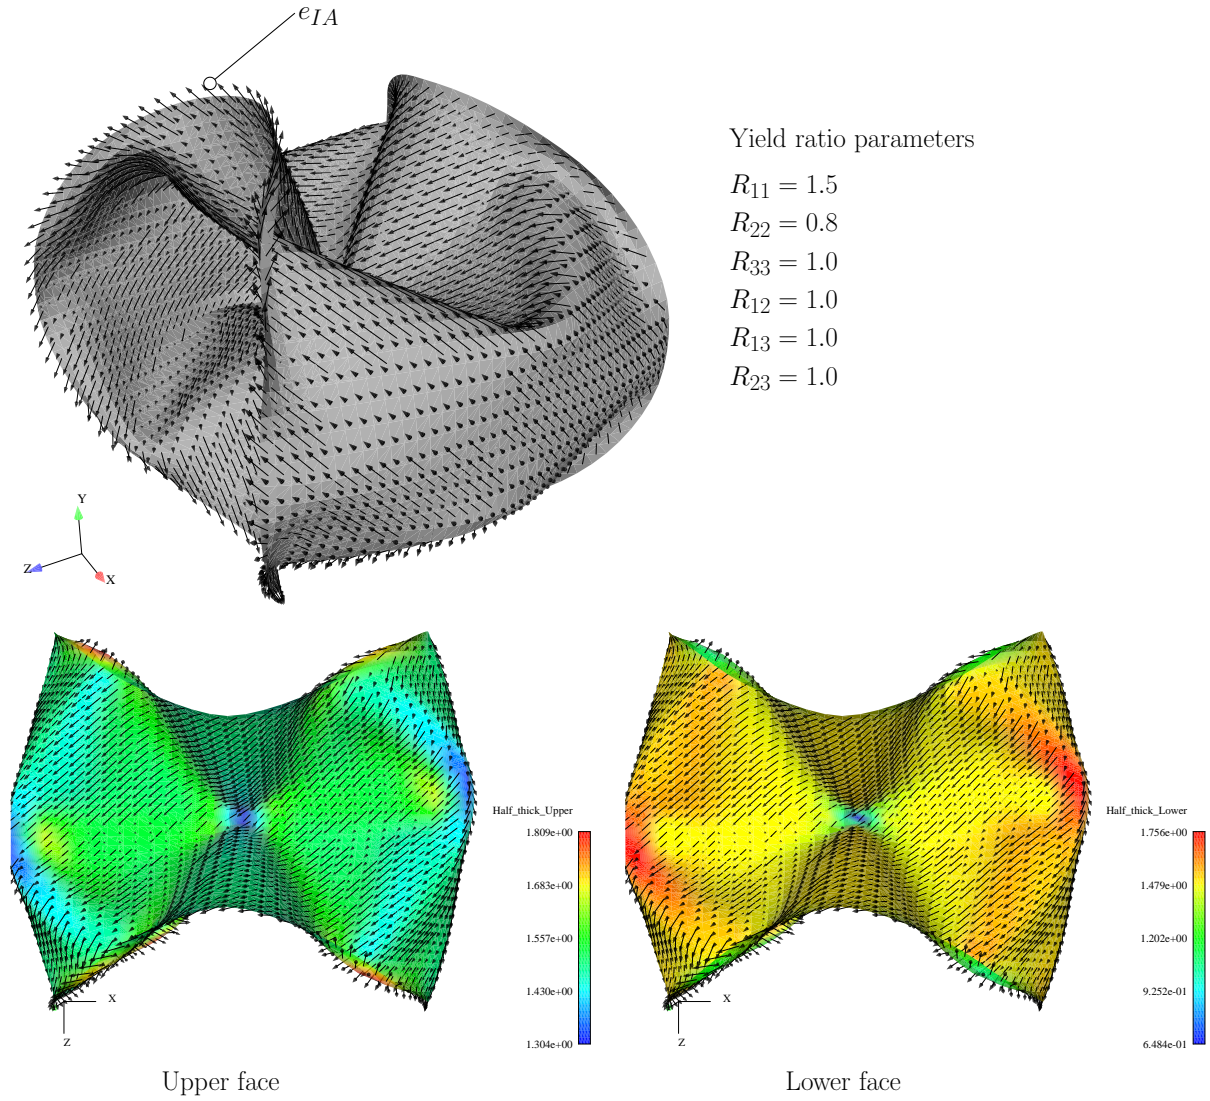 e_{IA}
Yield ratio parameters
R_{11} = 1.5
R_{22} = 0.8
R_{33} = 1.0
R_{12} = 1.0
R_{13} = 1.0
R_{23} = 1.0
Y
Z
X
Half_thick_Upper
1.809e+00
1.683e+00
1.557e+00
1.430e+00
1.304e+00
X
Z
Half_thick_Lower
1.756e+00
1.479e+00
1.202e+00
9.252e-01
6.484e-01
X
Z
Upper face
Lower face